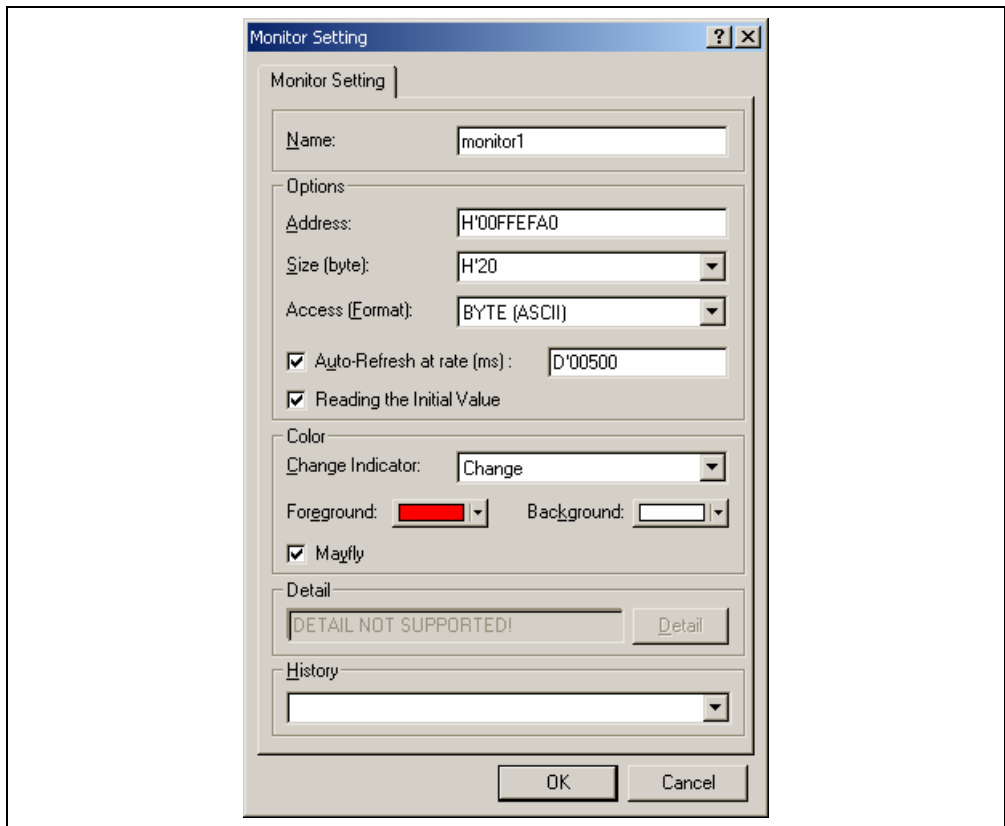 Monitor Setting
Monitor Setting
Name: monitor1
Options
Address: H'00FFEFA0
Size (byte): H'20
Access (Format): BYTE (ASCII)
Auto-Refresh at rate (ms) : D'00500
Reading the Initial Value
Color
Change Indicator: Change
Foreground: Background:
Mayfly
Detail
DETAIL NOT SUPPORTED! Detail
History
OK Cancel